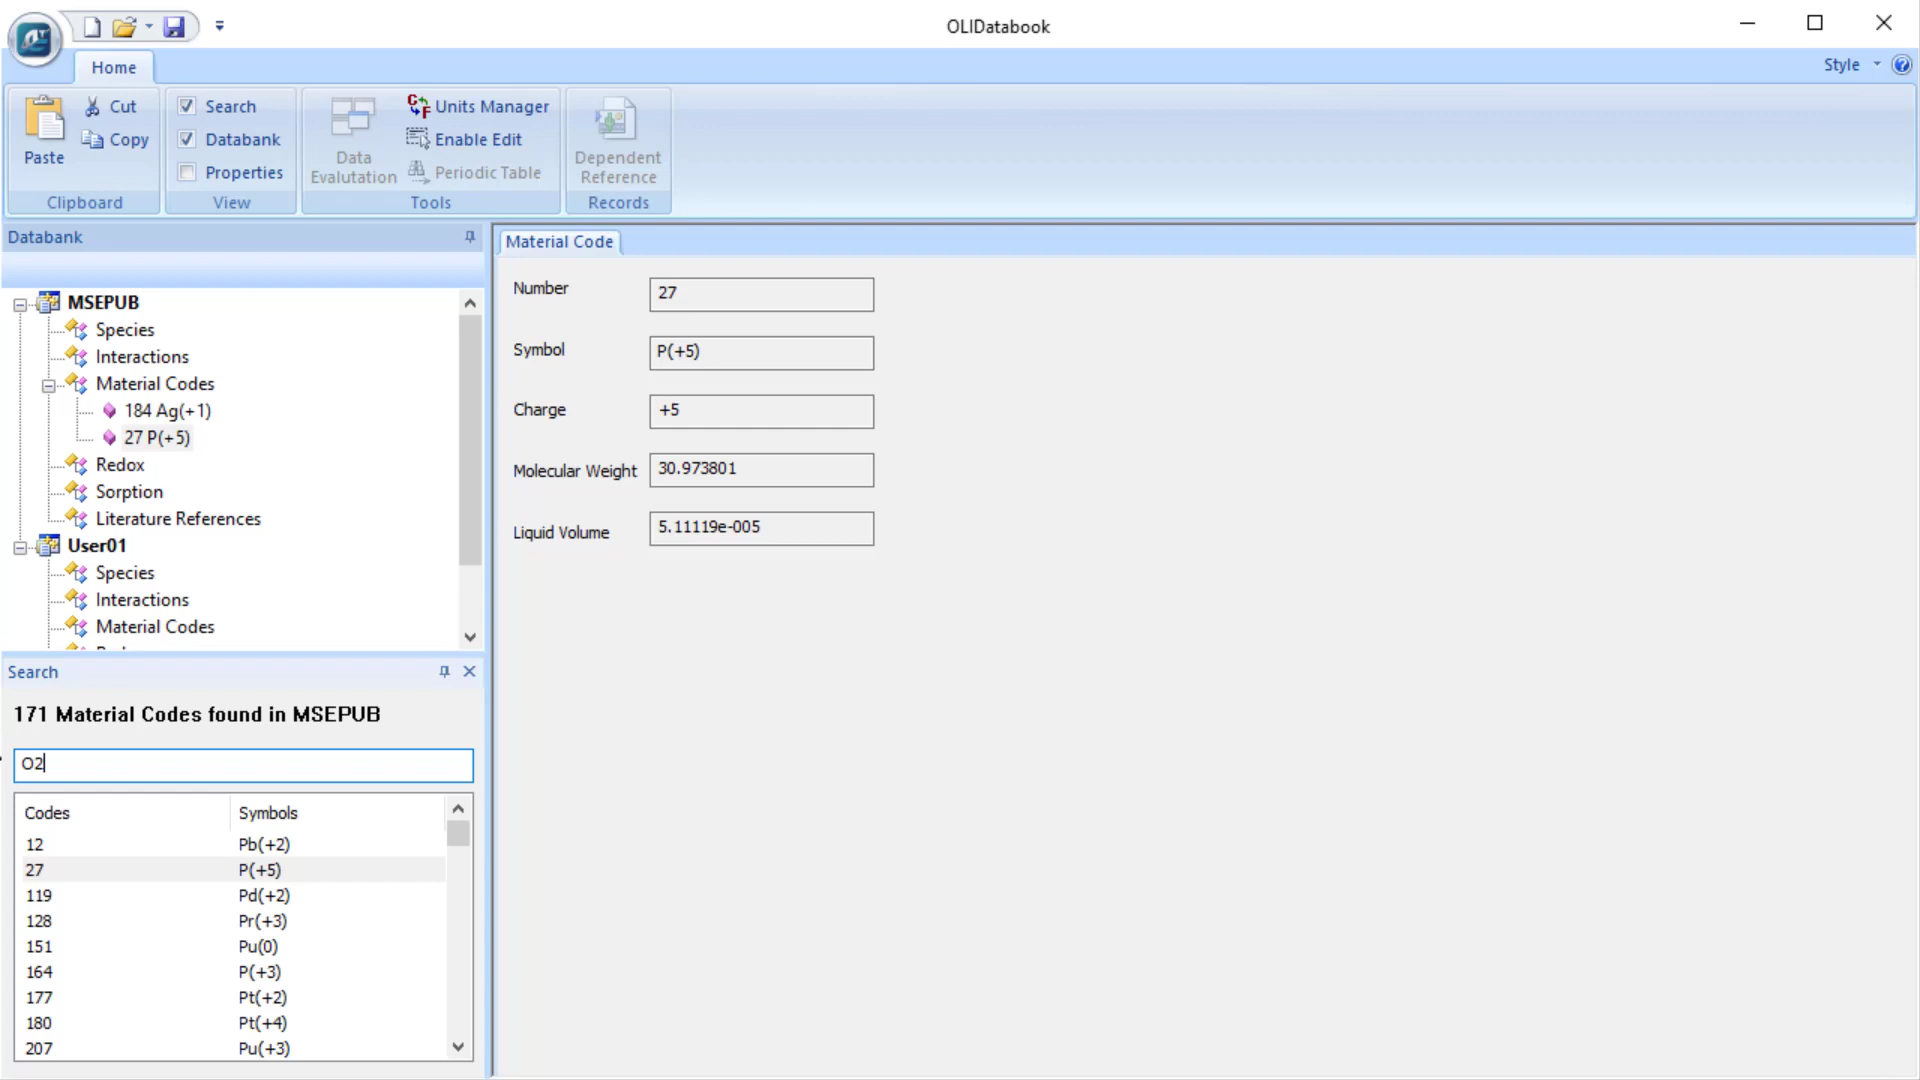 OLIDatabook
Home
Style
Paste
Cut
Copy
Clipboard
Search
Databank
Properties
View
Data
Evalutation
Units Manager
Enable Edit
Periodic Table
Tools
Dependent
Reference
Records
Databank
MSEPUB
Species
Interactions
Material Codes
184 Ag(+1)
27 P(+5)
Redox
Sorption
Literature References
User01
Species
Interactions
Material Codes
Search
171 Material Codes found in MSEPUB
O2
Codes Symbols
12 Pb(+2)
27 P(+5)
119 Pd(+2)
128 Pr(+3)
151 Pu(0)
164 P(+3)
177 Pt(+2)
180 Pt(+4)
207 Pu(+3)
Material Code
Number 27
Symbol P(+5)
Charge +5
Molecular Weight 30.973801
Liquid Volume 5.11119e-005